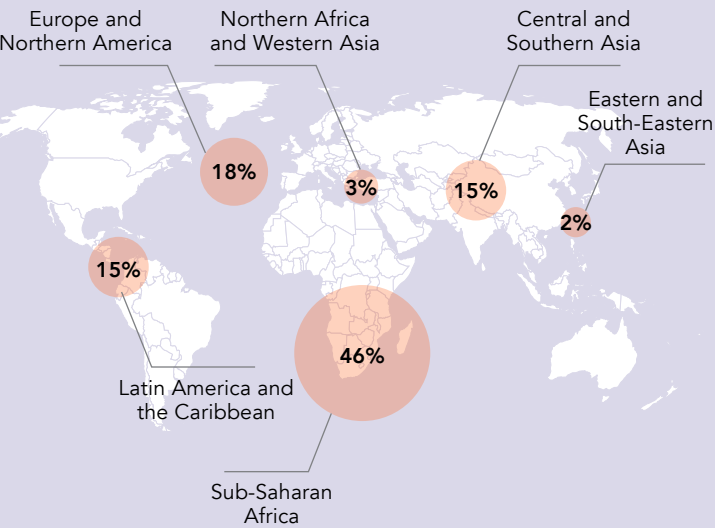 Europe and
Northern America
Northern Africa
and Western Asia
Central and
Southern Asia
Eastern and
South-Eastern
Asia
18%
3%
15%
2%
15%
46%
Latin America and
the Caribbean
Sub-Saharan
Africa